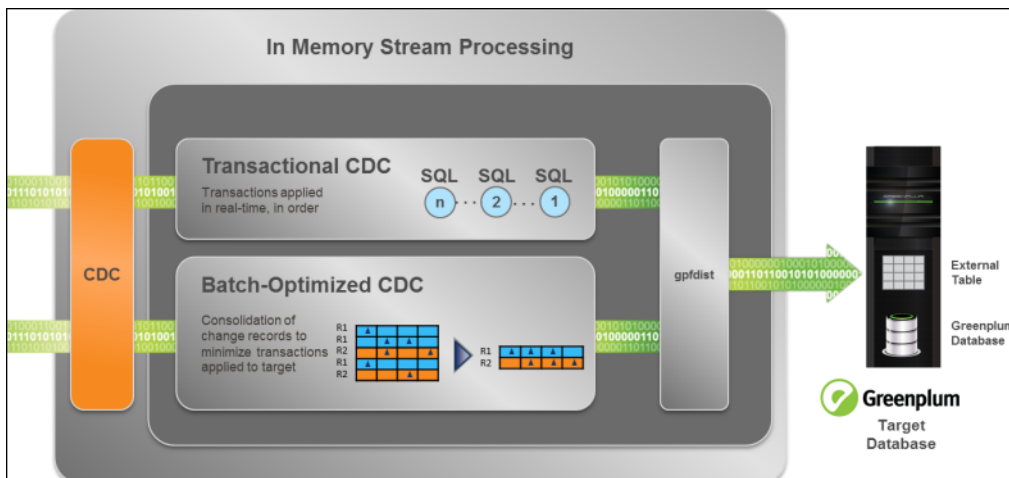 In Memory Stream Processing
CDC
Transactional CDC
Transactions applied
in real-time, in order
SQL SQL SQL
n ... 2 ... 1
Batch-Optimized CDC
Consolidation of
change records to
minimize transactions
applied to target
R1
R1
R2
R1
R2
R1
R2
gpfdist
External
Table
Greenplum
Database
Greenplum
Target
Database